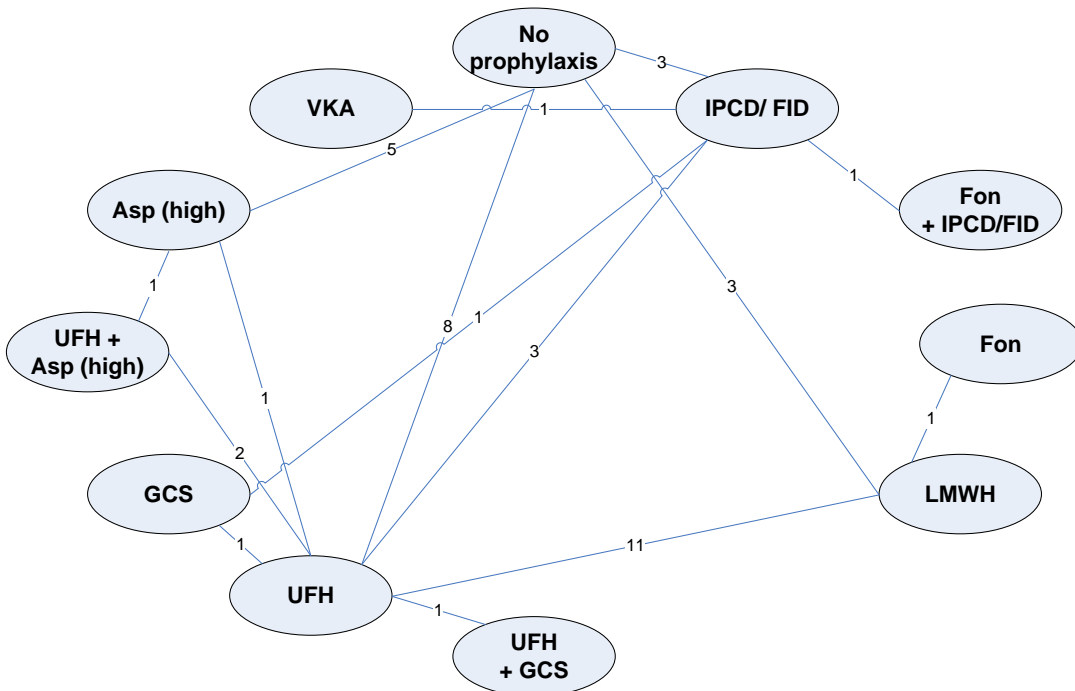 No
prophylaxis
3
VKA
1
IPCD/ FID
5
1
Asp (high)
Fon
+ IPCD/FID
1
3
UFH +
Asp (high)
1
8
3
Fon
1
1
2
GCS
LMWH
1
11
UFH
1
UFH
+ GCS